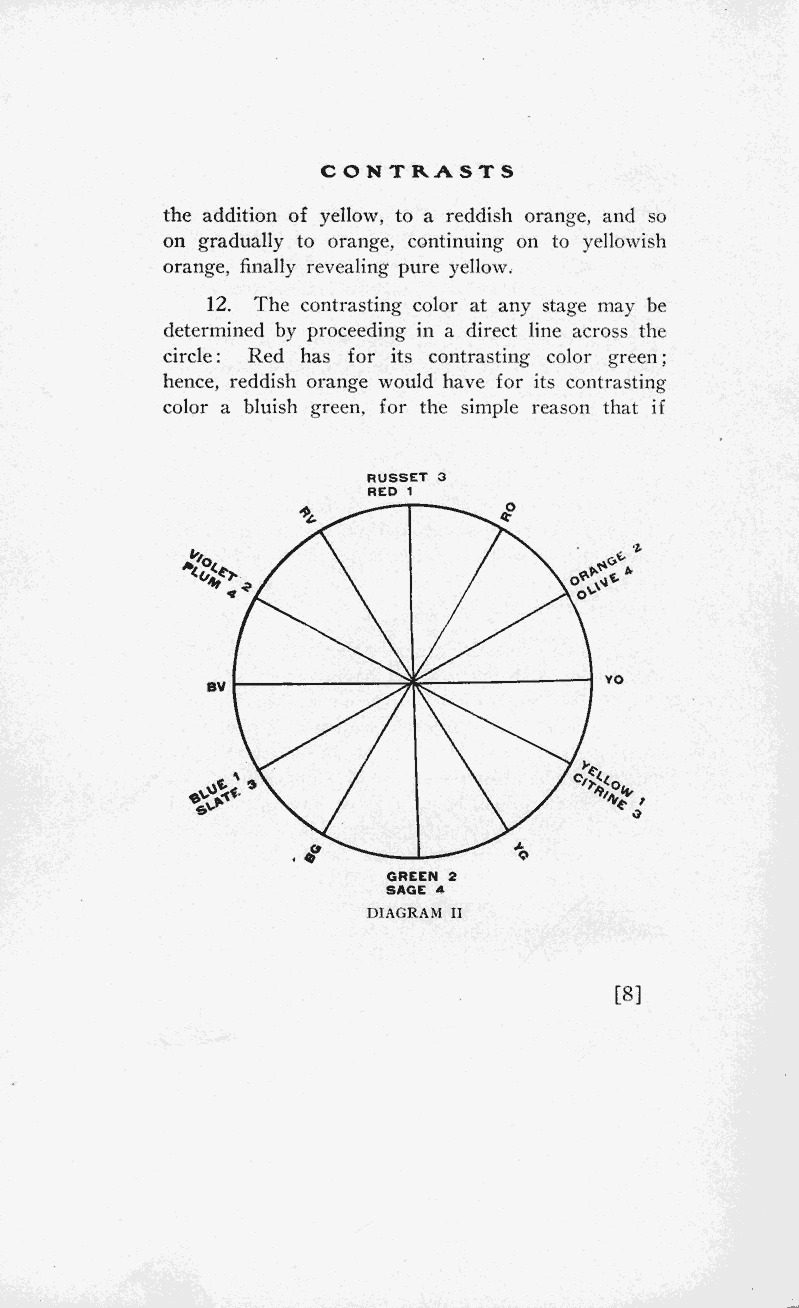 CONTRASTS
the addition of yellow, to a reddish orange, and so
on gradually to orange, continuing on to yellowish
orange, finally revealing pure yellow.
12. The contrasting color at any stage may be
determined by proceeding in a direct line across the
circle: Red has for its contrasting color green;
hence, reddish orange would have for its contrasting
color a bluish green, for the simple reason that if
RUSSET 3
RED 1
RV
RO
VIOLET 2
PLUM 4
ORANGE 2
OLIVE 4
BV
YO
BLUE 1
SLATE 3
YELLOW 1
CITRINE 3
BG
YG
GREEN 2
SAGE 4
DIAGRAM II
[8]